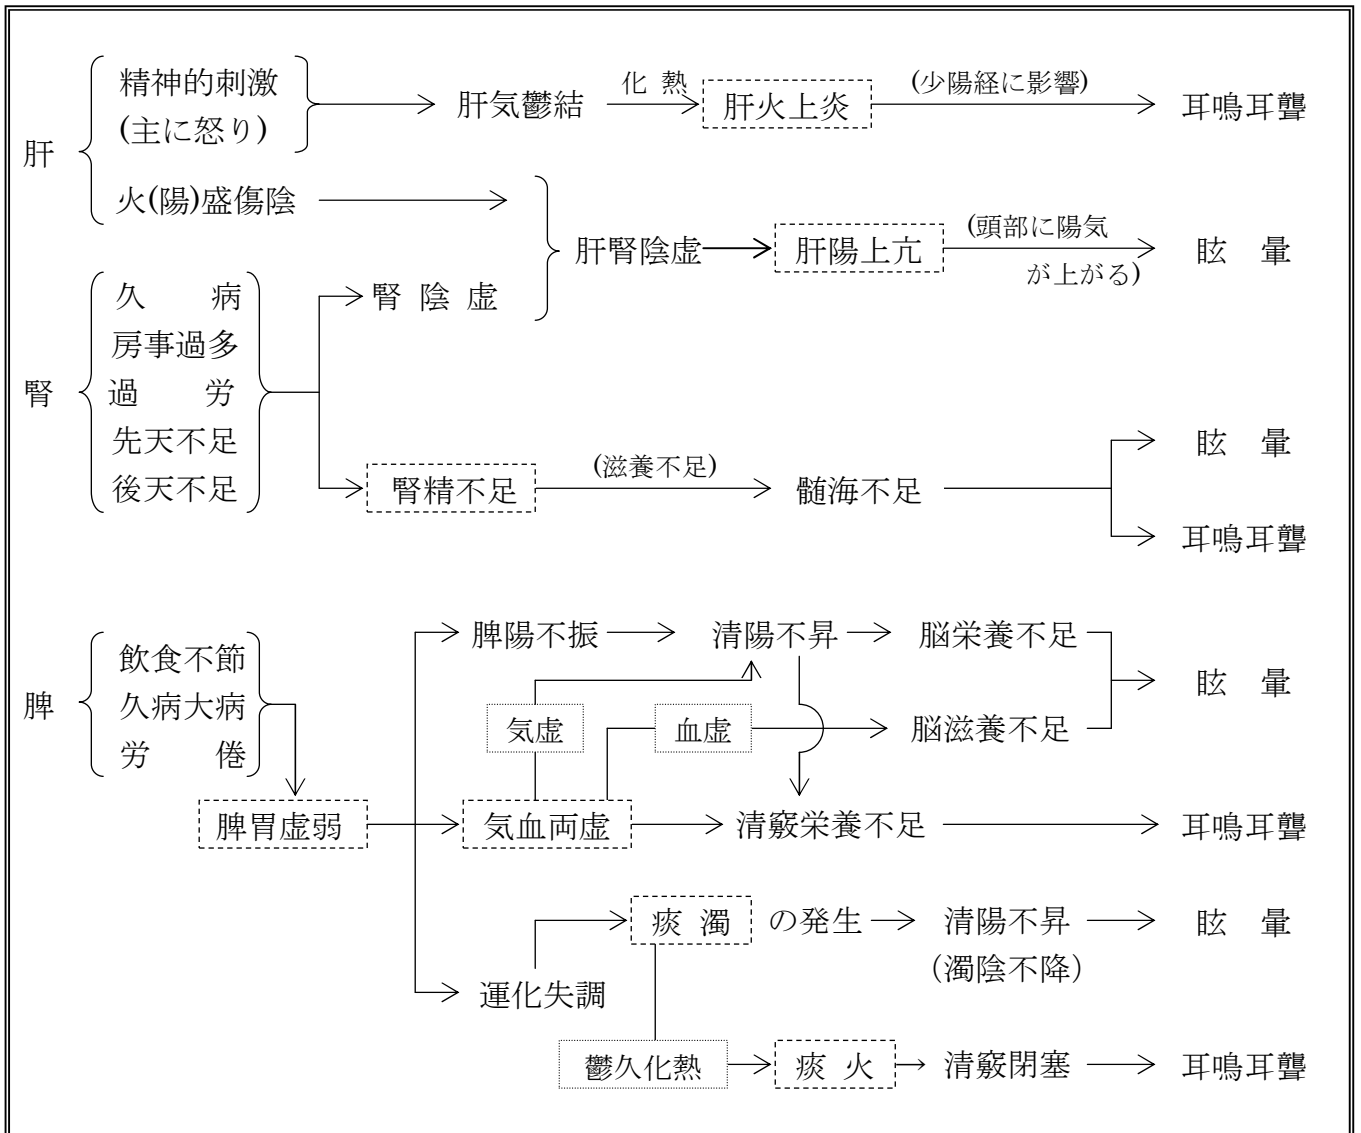 肝
精神的刺激
(主に怒り)
肝気鬱結
化 熱
肝火上炎
(少陽経に影響)
耳鳴耳聾
火(陽)盛傷陰
肝腎陰虚
肝陽上亢
(頭部に陽気
が上がる)
眩 暈
腎
久 病
房事過多
過 労
先天不足
後天不足
腎 陰 虚
腎精不足
(滋養不足)
髄海不足
眩 暈
耳鳴耳聾
脾
飲食不節
久病大病
労 倦
脾胃虚弱
脾陽不振
清陽不昇
脳栄養不足
眩 暈
気虚
血虚
脳滋養不足
気血両虚
清竅栄養不足
耳鳴耳聾
運化失調
痰 濁
の発生
清陽不昇
(濁陰不降)
眩 暈
鬱久化熱
痰 火
清竅閉塞
耳鳴耳聾